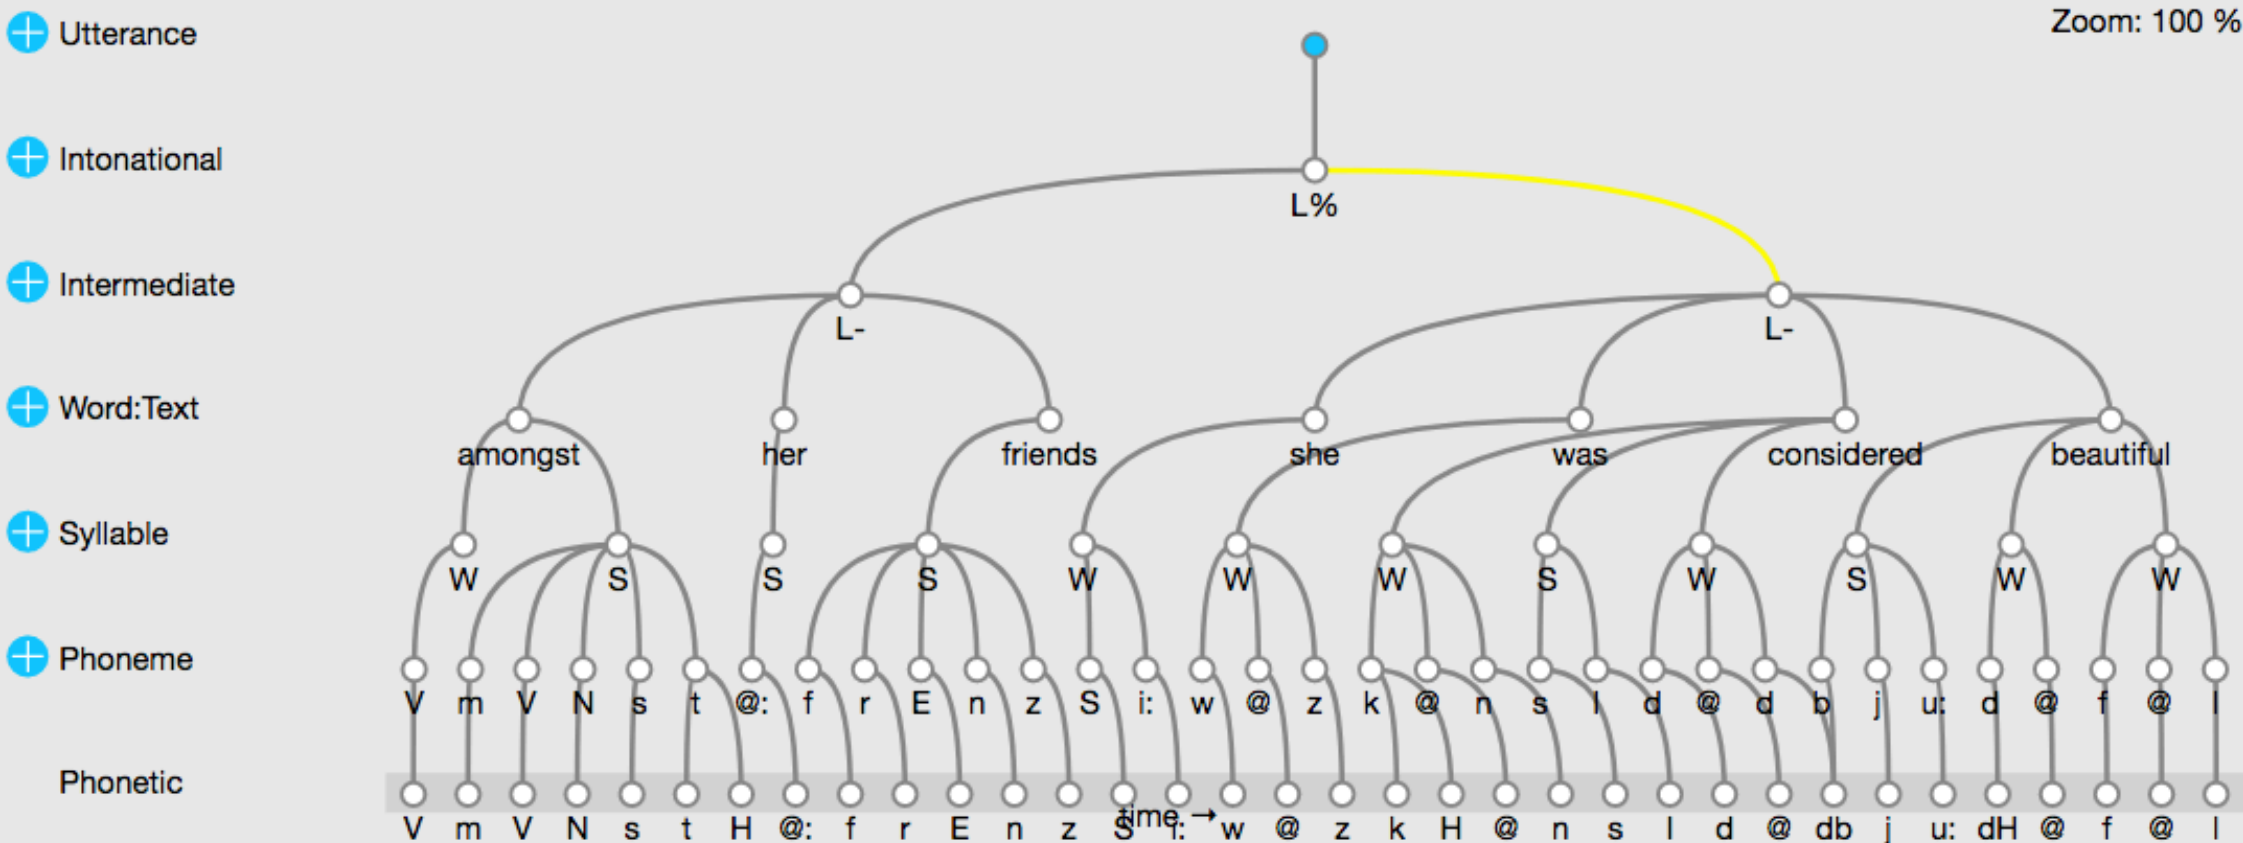 Utterance
Zoom: 100 %
Intonational
L%
Intermediate
L- L-
Word:Text
amongst her friends she was considered beautiful
Syllable
W S S S W W W S W S W W
Phoneme
V m V N s t @: f r E n z S i: w @ z k @ n s I d @ d b j u: d @ f @ l
Phonetic
time →
V m V N s t H @: f r E n z S i: w @ z k H @ n s I d @ db j u: dH @ f @ l